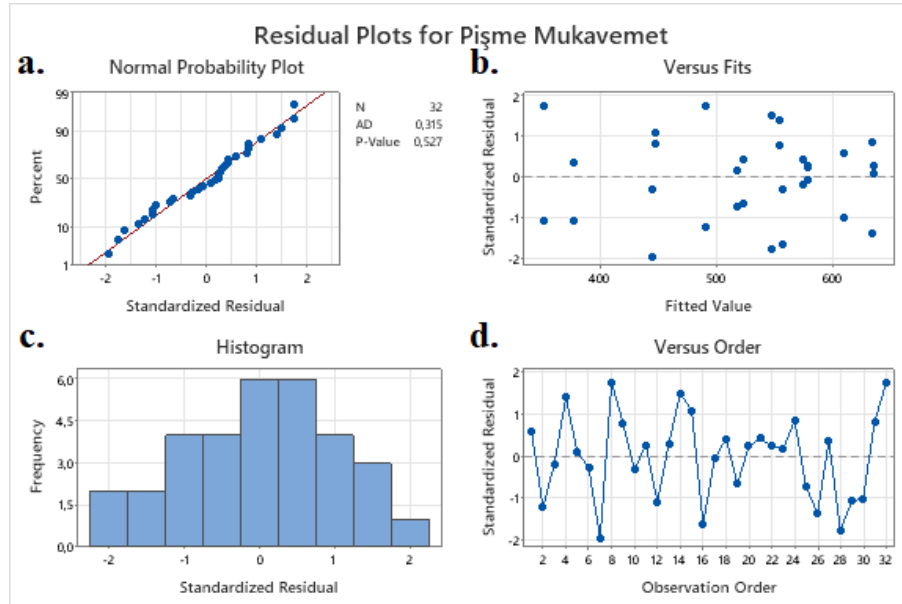 Residual Plots for Pişme Mukavemet
a.
Normal Probability Plot
99
90
50
10
1
Percent
-2 -1 0 1 2
Standardized Residual
N 32
AD 0,315
P-Value 0,527
b.
Versus Fits
2
1
0
-1
-2
Standardized Residual
400 500 600
Fitted Value
c.
Histogram
6,0
4,5
3,0
1,5
0,0
Frequency
-2 -1 0 1 2
Standardized Residual
d.
Versus Order
2
1
0
-1
-2
Standardized Residual
2 4 6 8 10 12 14 16 18 20 22 24 26 28 30 32
Observation Order